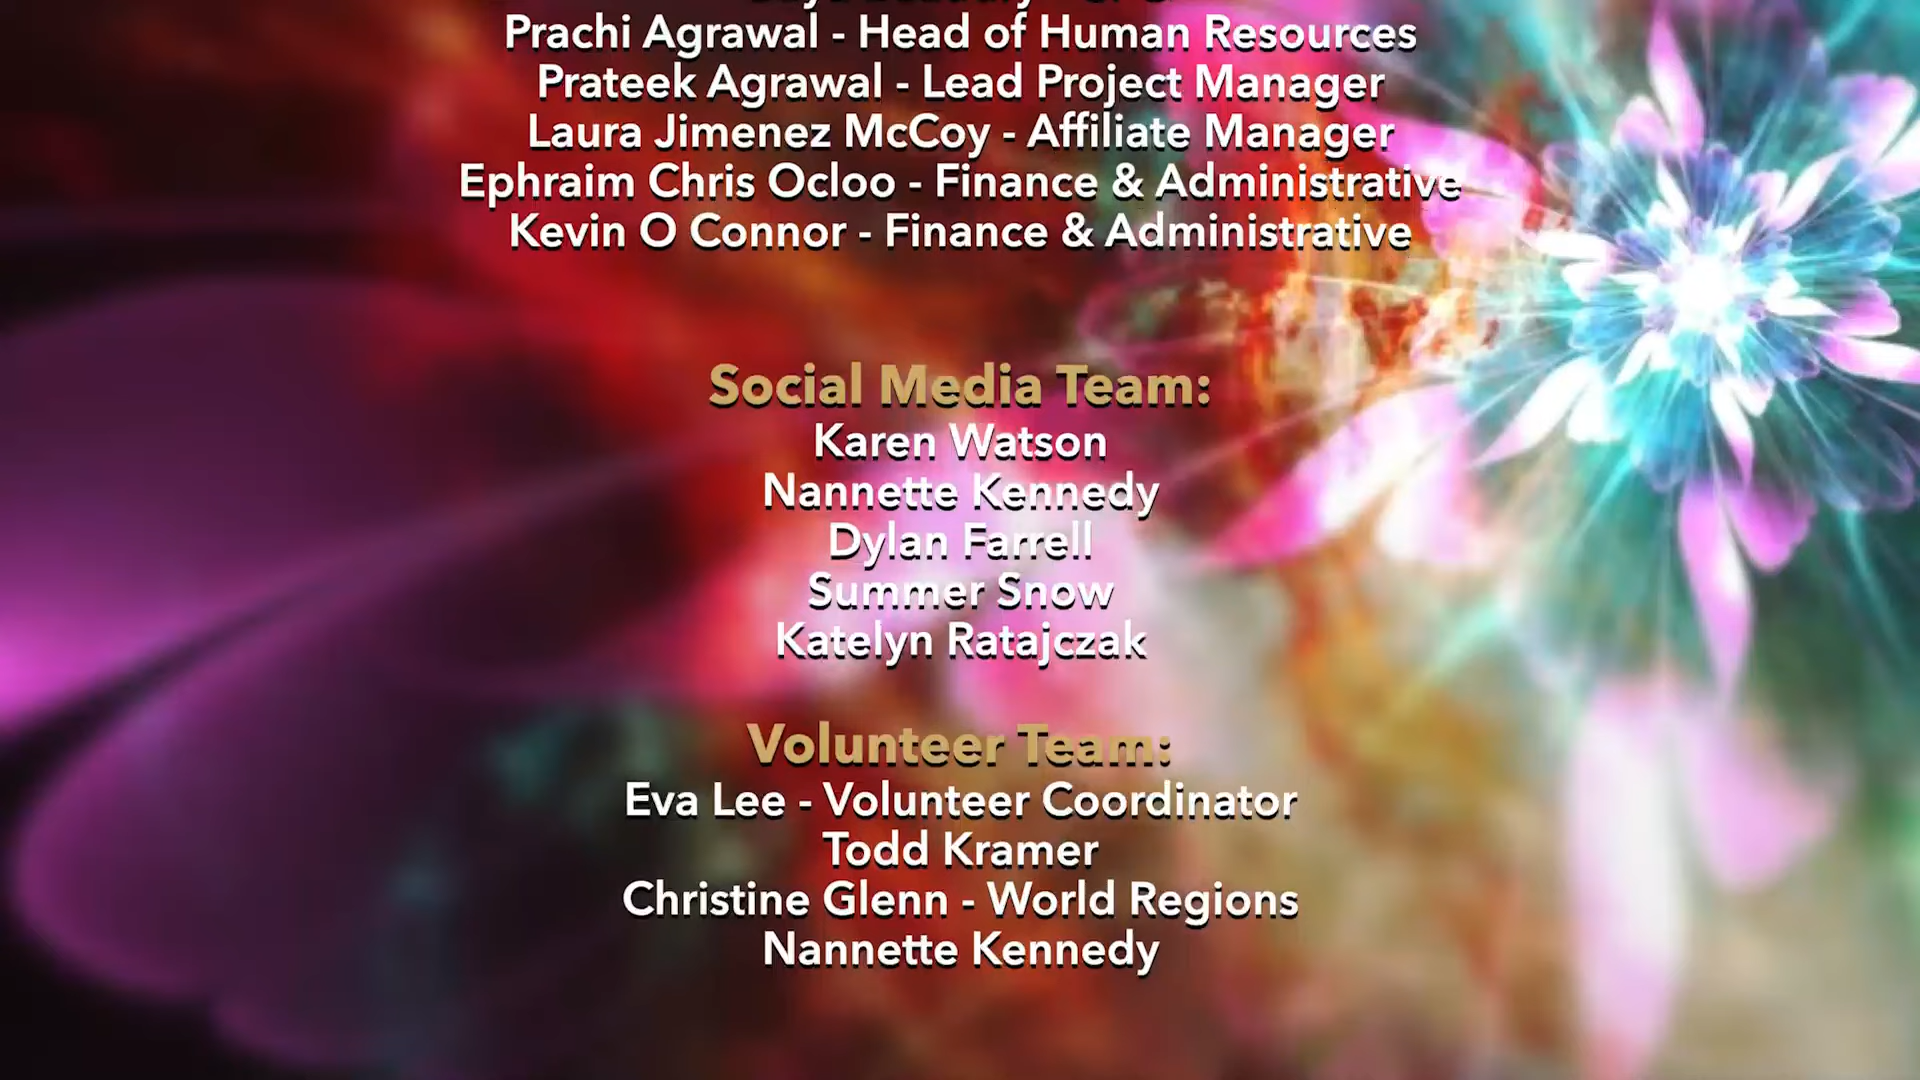 Prachi Agrawal - Head of Human Resources
Prateek Agrawal - Lead Project Manager
Laura Jimenez McCoy - Affiliate Manager
Ephraim Chris Ocloo - Finance & Administrative
Kevin O Connor - Finance & Administrative
Social Media Team:
Karen Watson
Nannette Kennedy
Dylan Farrell
Summer Snow
Katelyn Ratajczak
Volunteer Team:
Eva Lee - Volunteer Coordinator
Todd Kramer
Christine Glenn - World Regions
Nannette Kennedy